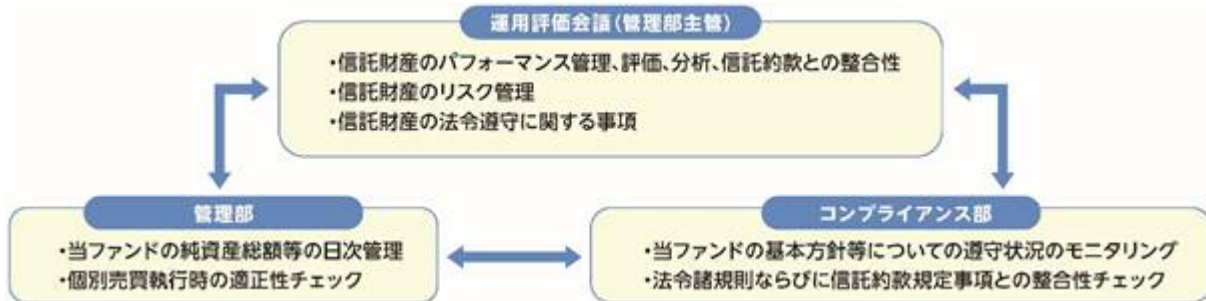 運用評価会議(管理部主管)
・信託財産のパフォーマンス管理、評価、分析、信託約款との整合性
・信託財産のリスク管理
・信託財産の法令遵守に関する事項
管理部
・当ファンドの純資産総額等の日次管理
・個別売買執行時の適正性チェック
コンプライアンス部
・当ファンドの基本方針等についての遵守状況のモニタリング
・法令諸規則ならびに信託約款規定事項との整合性チェック